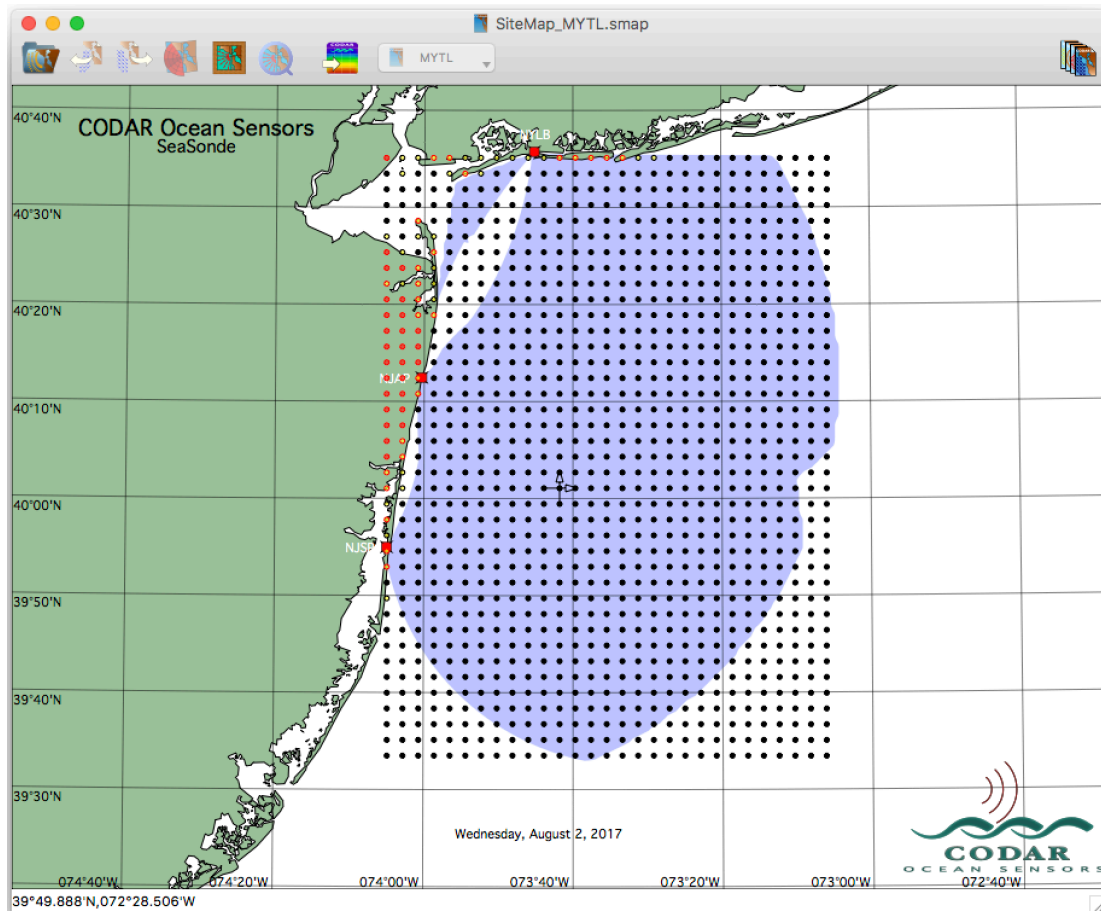 SiteMap_MYTL.smap
MYTL
CODAR Ocean Sensors
SeaSonde
40°40'N
NYLB
40°30'N
40°20'N
40°10'N
40°00'N
39°50'N
39°40'N
39°30'N
Wednesday, August 2, 2017
CODAR
OCEAN SENSORS
074°40'W
074°20'W
074°00'W
073°40'W
073°20'W
073°00'W
072°40'W
39°49.888'N,072°28.506'W